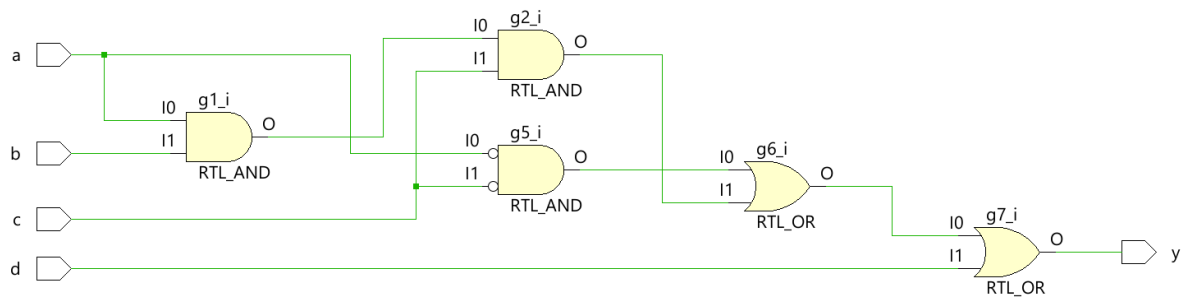 g2_i
I0
O
a
I1
g1_i
RTL_AND
I0
O
g5_i
I1
I0
O
b
g6_i
RTL_AND
I0
I1
O
c
RTL_AND
I1
g7_i
RTL_OR
I0
O
y
I1
d
RTL_OR